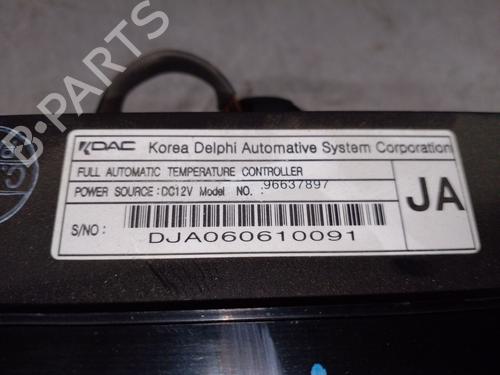 KDAC Korea Delphi Automative System Corporation
FULL AUTOMATIC TEMPERATURE CONTROLLER
POWER SOURCE : DC12V Model NO. : 96637897
JA
S/NO :
DJA060610091
B-PARTS